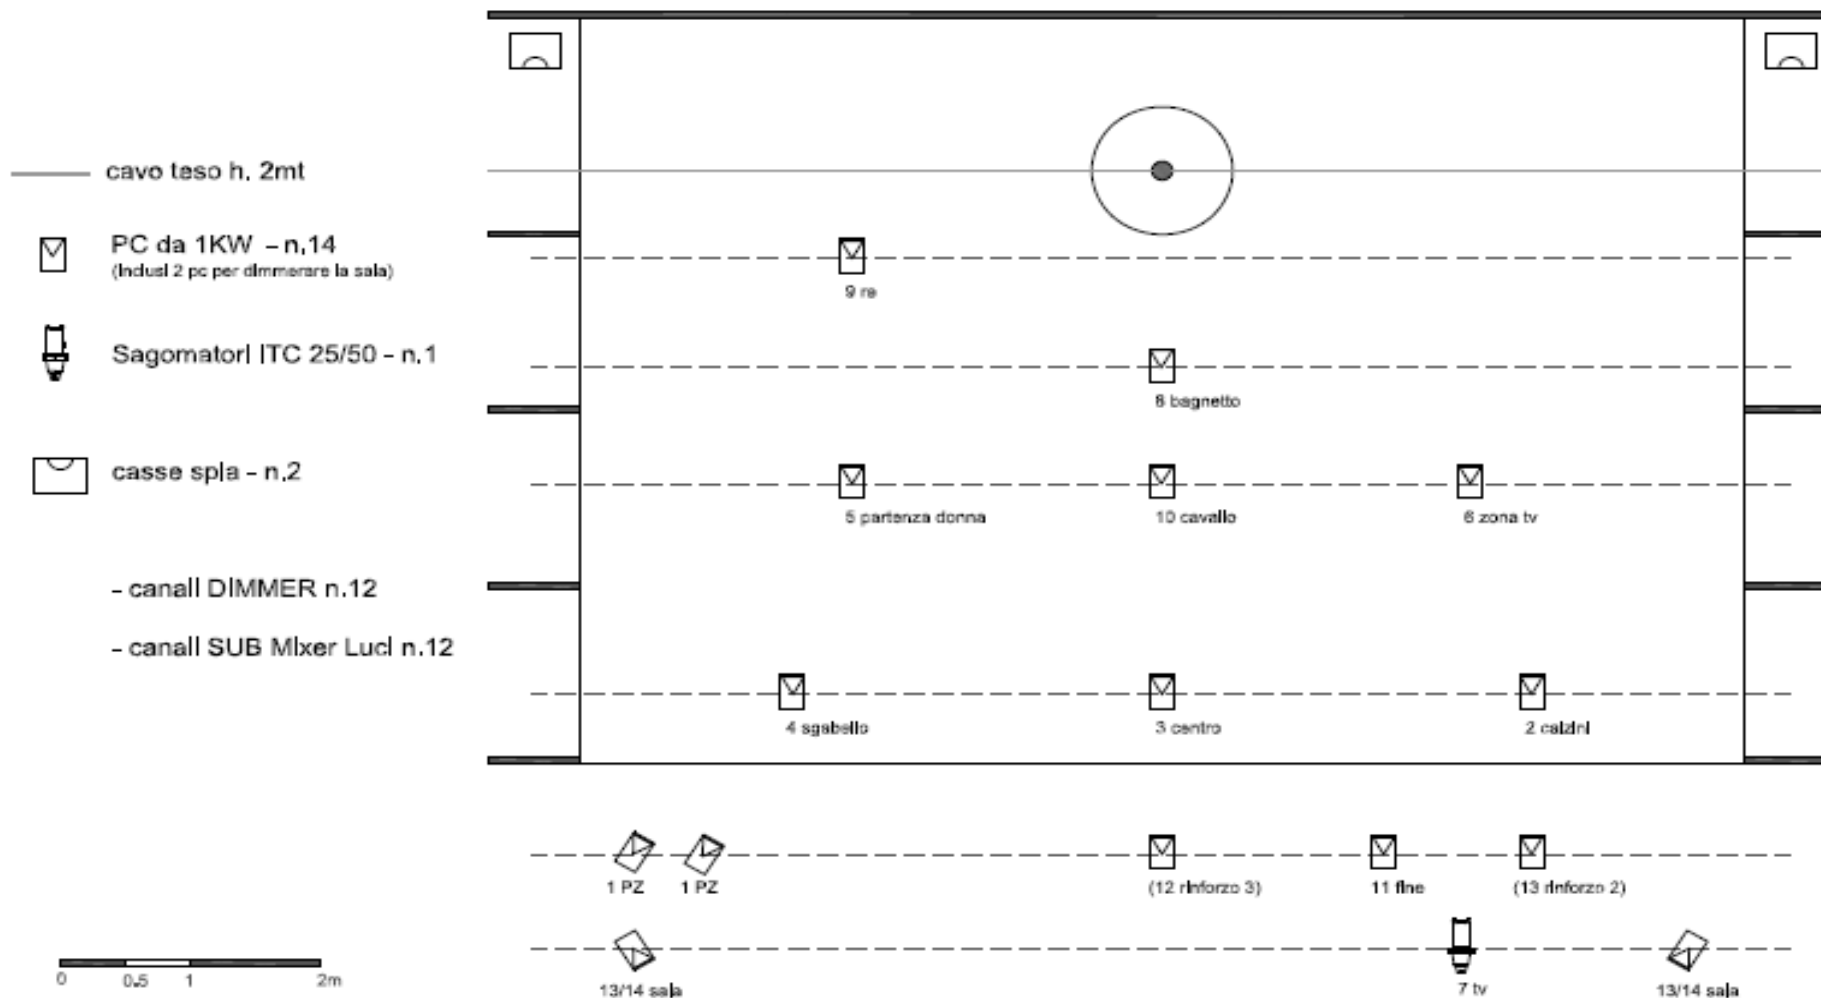 cavo teso h. 2mt
PC da 1KW – n.14
(inclusi 2 pc per dimmerare la sala)
Sagomatori ITC 25/50 – n.1
casse spia – n.2
– canali DIMMER n.12
– canali SUB Mixer Luci n.12
0 0.5 1 2m
9 re
8 bagnetto
5 partenza donna
10 cavallo
6 zona tv
4 sgabello
3 centro
2 calzini
1 PZ
1 PZ
(12 rinforzo 3)
11 fine
(13 rinforzo 2)
13/14 sala
7 tv
13/14 sala